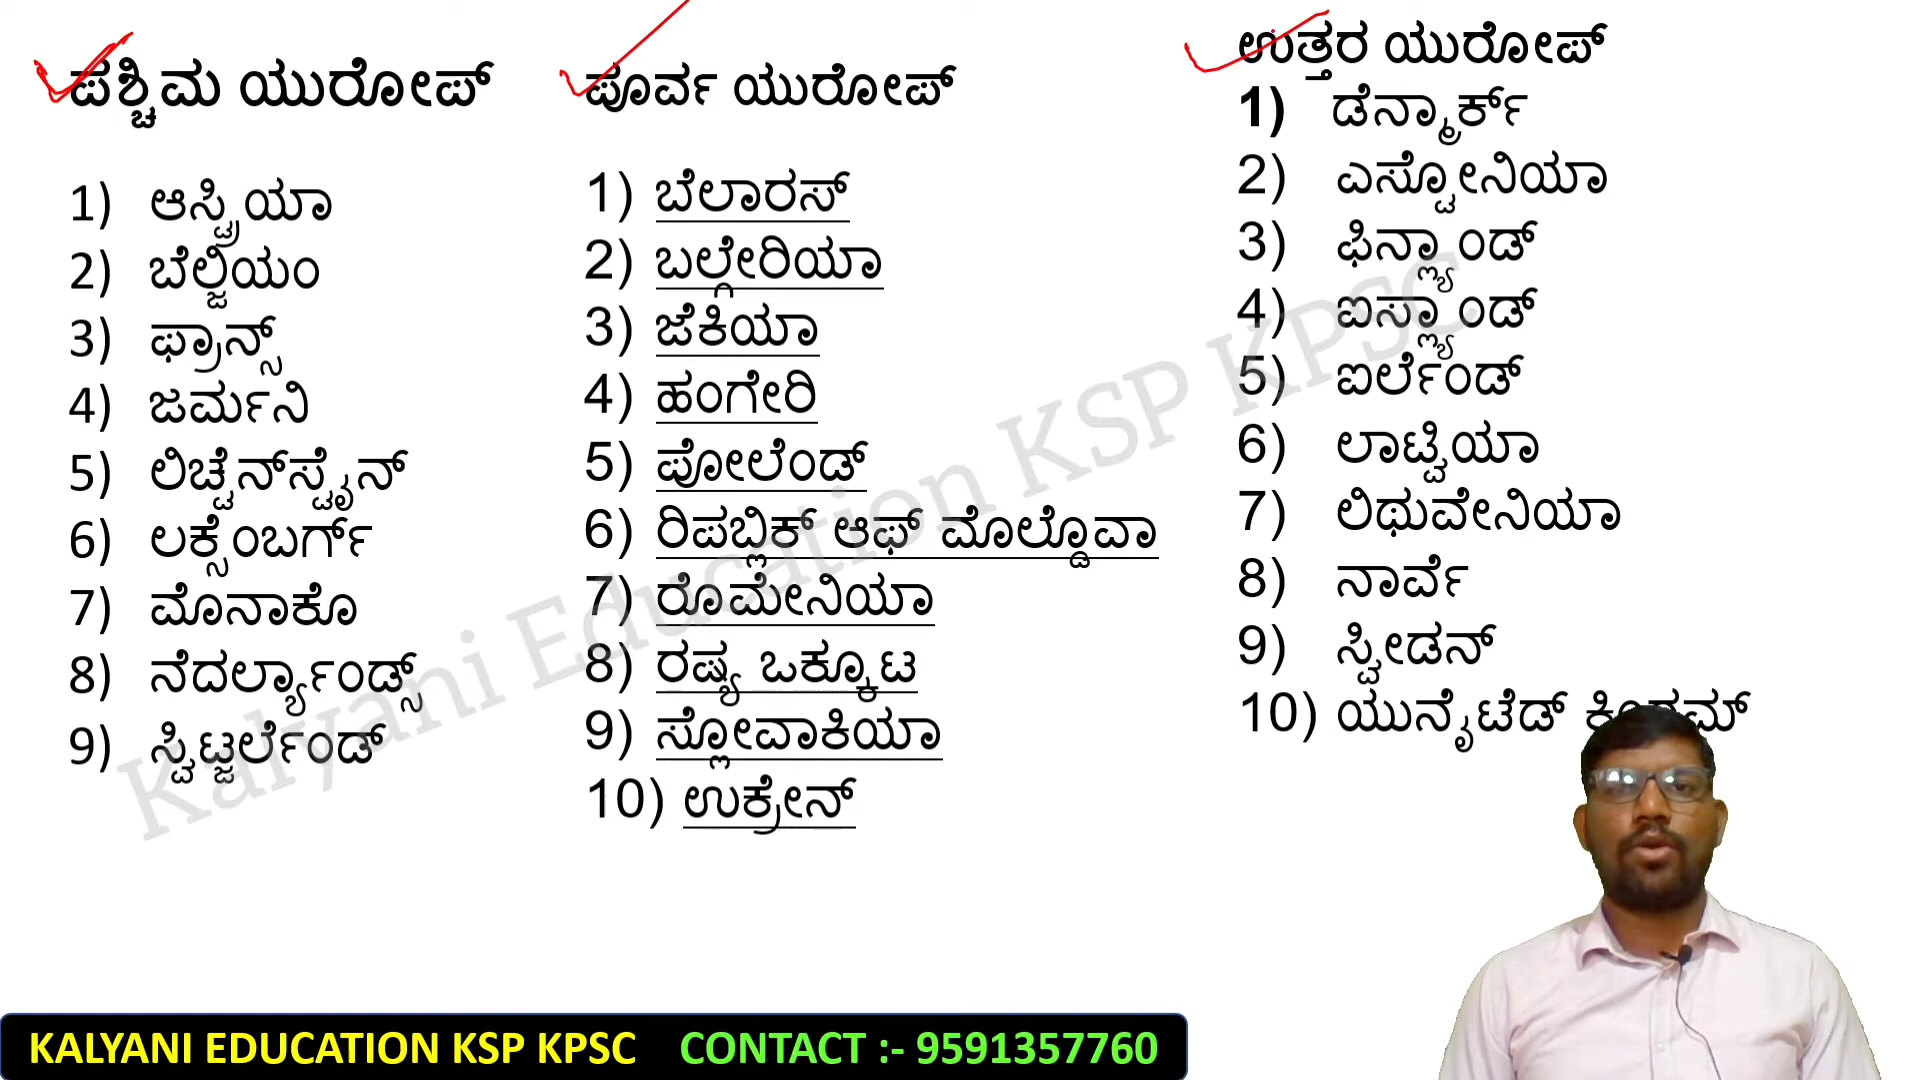 ಪಶ್ಚಿಮ ಯುರೋಪ್
1) ಆಸ್ಟ್ರಿಯಾ
2) ಬೆಲ್ಜಿಯಂ
3) ಫ್ರಾನ್ಸ್
4) ಜರ್ಮನಿ
5) ಲಿಚ್ಟೆನ್‌ಸ್ಟೈನ್
6) ಲಕ್ಸೆಂಬರ್ಗ್
7) ಮೊನಾಕೊ
8) ನೆದರ್ಲ್ಯಾಂಡ್ಸ್
9) ಸ್ವಿಟ್ಜರ್ಲೆಂಡ್
ಪೂರ್ವ ಯುರೋಪ್
1) ಬೆಲಾರಸ್
2) ಬಲ್ಗೇರಿಯಾ
3) ಜೆಕಿಯಾ
4) ಹಂಗೇರಿ
5) ಪೋಲೆಂಡ್
6) ರಿಪಬ್ಲಿಕ್ ಆಫ್ ಮೊಲ್ಡೊವಾ
7) ರೊಮೇನಿಯಾ
8) ರಷ್ಯ ಒಕ್ಕೂಟ
9) ಸ್ಲೋವಾಕಿಯಾ
10) ಉಕ್ರೇನ್
ಉತ್ತರ ಯುರೋಪ್
1) ಡೆನ್ಮಾರ್ಕ್
2) ಎಸ್ಟೋನಿಯಾ
3) ಫಿನ್ಲ್ಯಾಂಡ್
4) ಐಸ್ಲ್ಯಾಂಡ್
5) ಐರ್ಲೆಂಡ್
6) ಲಾಟ್ವಿಯಾ
7) ಲಿಥುವೇನಿಯಾ
8) ನಾರ್ವೆ
9) ಸ್ವೀಡನ್
10) ಯುನೈಟೆಡ್
Kalyani Education KSP KPSC
KALYANI EDUCATION KSP KPSC CONTACT :- 9591357760